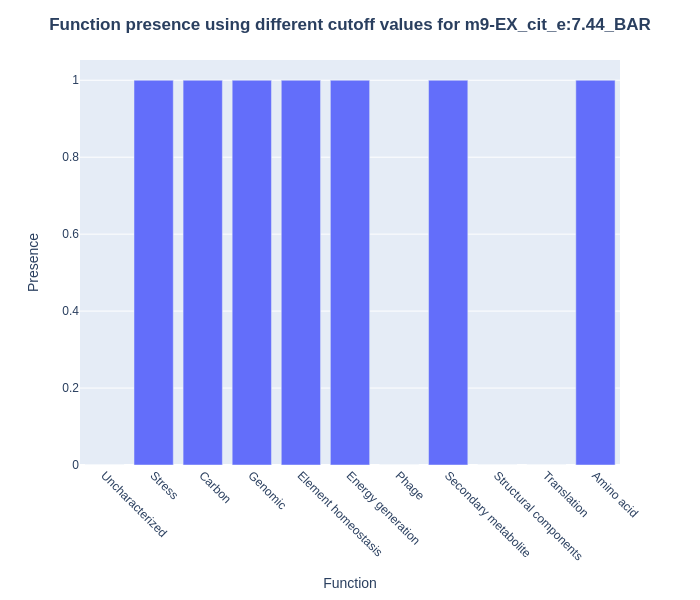 Function presence using different cutoff values for m9-EX_cit_e:7.44_BAR
1
0.8
0.6
0.4
0.2
0
Presence
Uncharacterized
Stress
Carbon
Genomic
Element homeostasis
Energy generation
Phage
Secondary metabolite
Structural components
Translation
Amino acid
Function